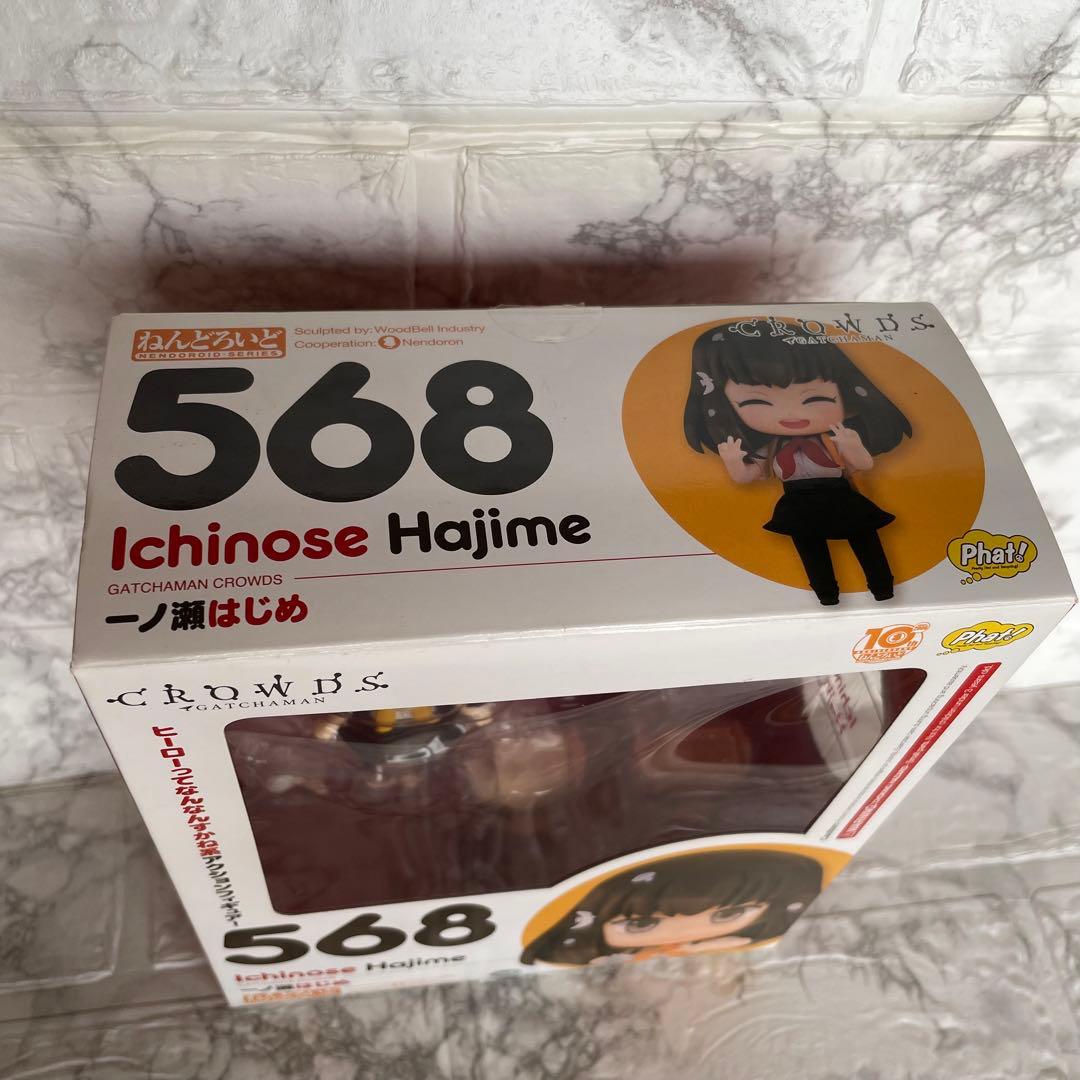 ねんどろいど
NENDOROID・SERIES
Sculpted by: WoodBell Industry
Cooperation: Nendoron
568
Ichinose Hajime
GATCHAMAN CROWDS
一ノ瀬はじめ
CROWDS
GATCHAMAN
Phat!
10
Phat!
CROWDS
GATCHAMAN
ヒーローってなんなんすかね系アクションフィギュア
568
Ichinose Hajime
一ノ瀬はじめ